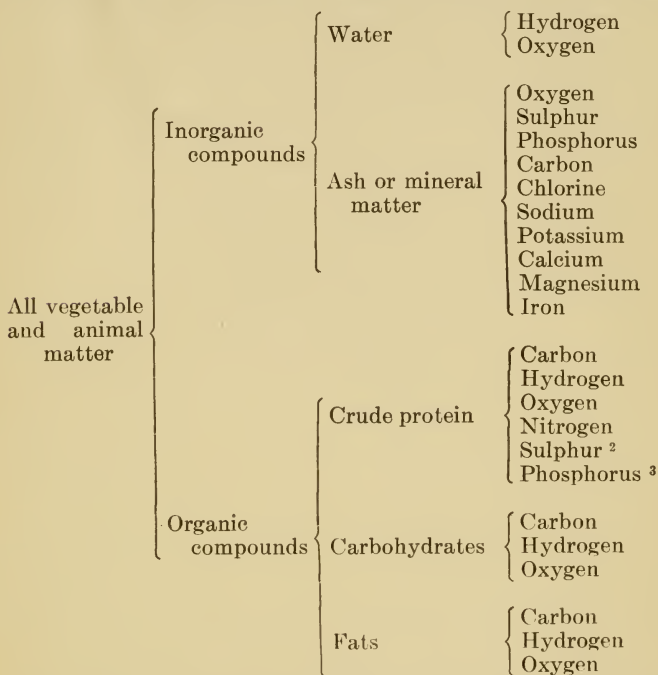 Water
Hydrogen
Oxygen
Inorganic
compounds
Ash or mineral
matter
Oxygen
Sulphur
Phosphorus
Carbon
Chlorine
Sodium
Potassium
Calcium
Magnesium
Iron
All vegetable
and animal
matter
Crude protein
Carbon
Hydrogen
Oxygen
Nitrogen
Sulphur ²
Phosphorus ³
Organic
compounds
Carbohydrates
Carbon
Hydrogen
Oxygen
Fats
Carbon
Hydrogen
Oxygen